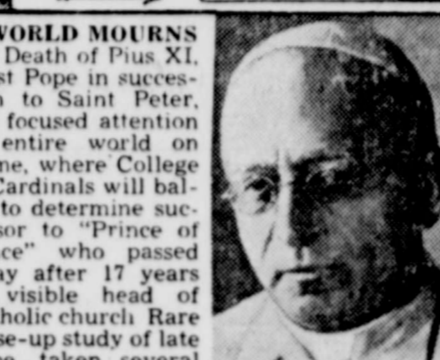 WORLD MOURNS
Death of Pius XI,
st Pope in succes-
to Saint Peter,
focused attention
entire world on
ne, where College
Cardinals will bal-
to determine suc-
sor to "Prince of
ce" who passed
ay after 17 years
visible head of
holic church Rare
se-up study of late
taken several